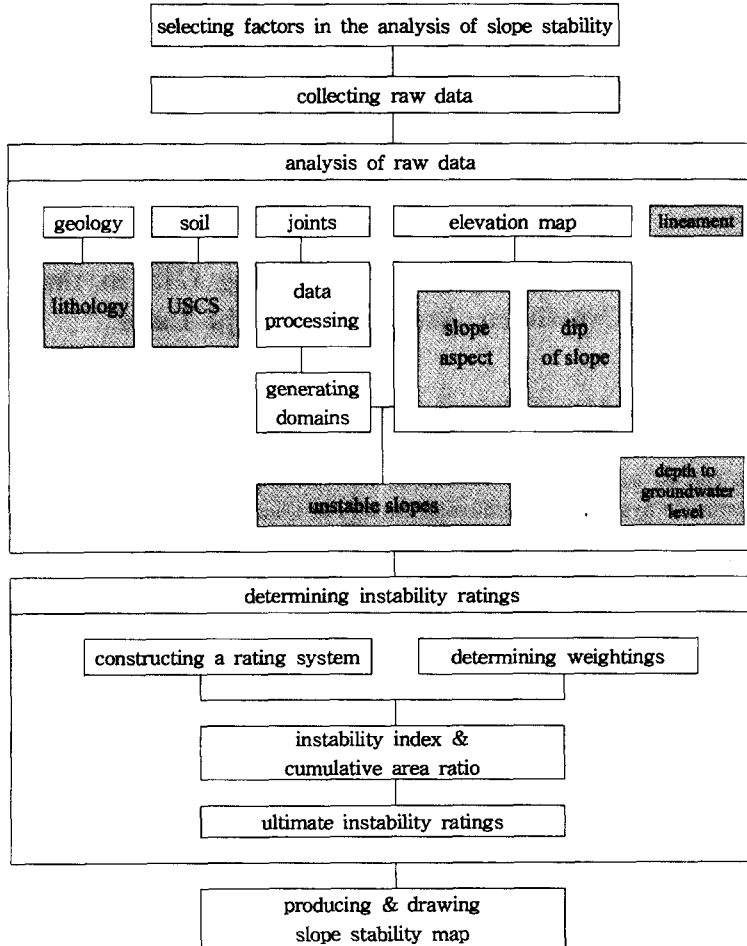 selecting factors in the analysis of slope stability
collecting raw data
analysis of raw data
geology
soil
joints
elevation map
lineament
lithology
USCS
data
processing
slope
aspect
dip
of slope
generating
domains
unstable slopes
depth to
groundwater
level
determining instability ratings
constructing a rating system
determining weightings
instability index &
cumulative area ratio
ultimate instability ratings
producing & drawing
slope stability map